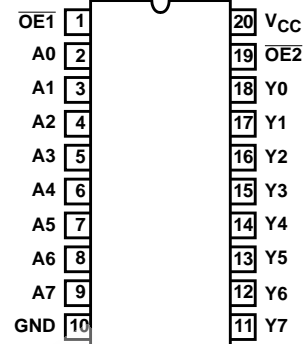 OE1 1 20 VCC
A0 2 19 OE2
A1 3 18 Y0
A2 4 17 Y1
A3 5 16 Y2
A4 6 15 Y3
A5 7 14 Y4
A6 8 13 Y5
A7 9 12 Y6
GND 10 11 Y7